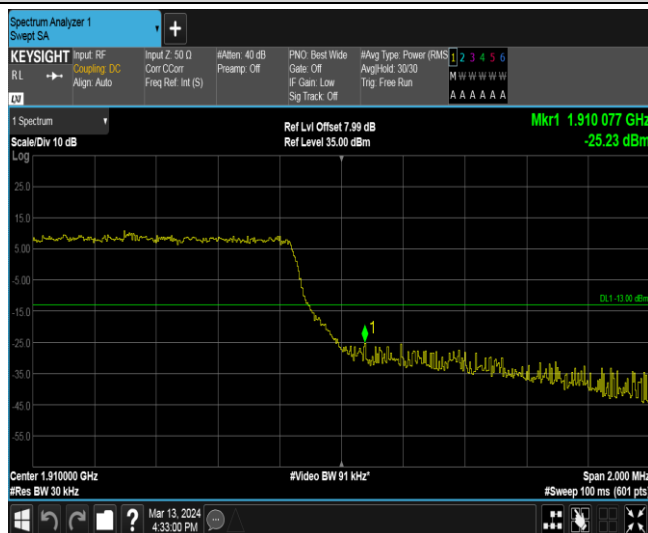 Spectrum Analyzer 1
Swept SA
+
KEYSIGHT
RL
LXI
Input: RF
Coupling: DC
Align: Auto
Input Z: 50 Ω
Corr CCorr
Freq Ref: Int (S)
#Atten: 40 dB
Preamp: Off
PNO: Best Wide
Gate: Off
IF Gain: Low
Sig Track: Off
#Avg Type: Power (RMS
Avg|Hold: 30/30
Trig: Free Run
1 2 3 4 5 6
M W W W W W
A A A A A A
1 Spectrum
Scale/Div 10 dB
Log
Ref Lvl Offset 7.99 dB
Ref Level 35.00 dBm
Mkr1 1.910 077 GHz
-25.23 dBm
25.0
15.0
5.00
-5.00
DL1 -13.00 dBm
-15.0
1
-25.0
-35.0
-45.0
-55.0
Center 1.910000 GHz
#Res BW 30 kHz
#Video BW 91 kHz*
Span 2.000 MHz
#Sweep 100 ms (601 pts)
?
Mar 13, 2024
4:33:00 PM